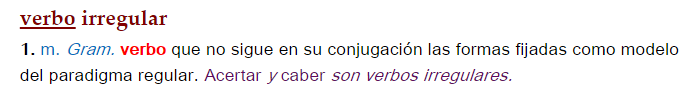 verbo irregular
1. m. Gram. verbo que no sigue en su conjugación las formas fijadas como modelo
del paradigma regular. Acertar y caber son verbos irregulares.